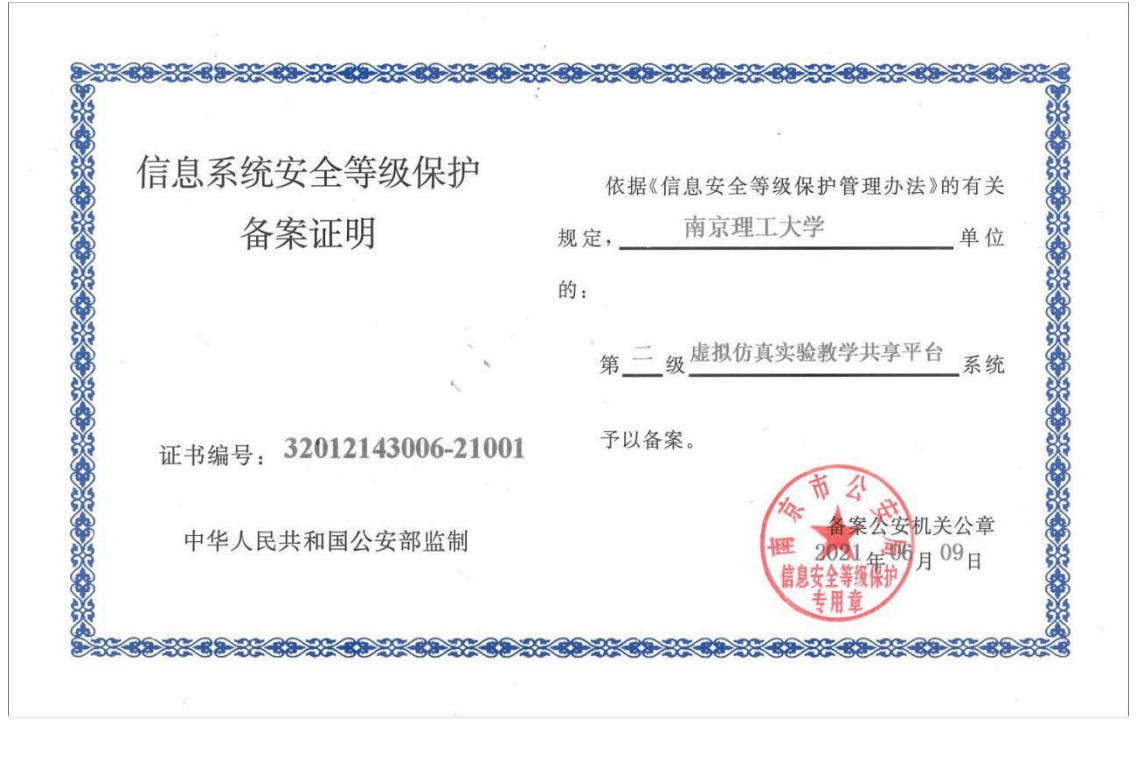 信息系统安全等级保护
备案证明
证书编号：32012143006-21001
中华人民共和国公安部监制
依据《信息安全等级保护管理办法》的有关
规定，南京理工大学单位
的：
第二级虚拟仿真实验教学共享平台系统
予以备案。
备案公安机关公章
2021年06月09日
南京市公安局
信息安全等级保护
专用章